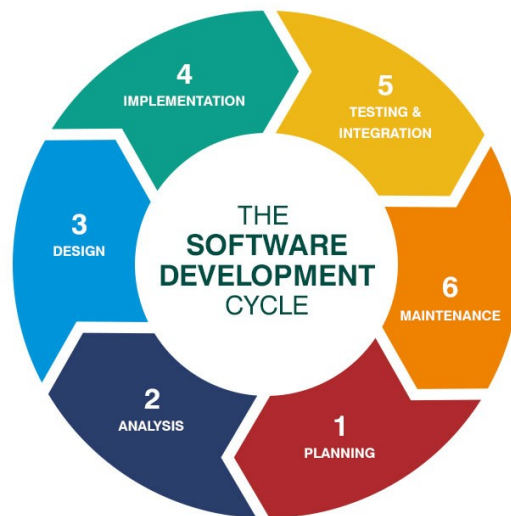 THE
SOFTWARE
DEVELOPMENT
CYCLE
1
PLANNING
2
ANALYSIS
3
DESIGN
4
IMPLEMENTATION
5
TESTING &
INTEGRATION
6
MAINTENANCE